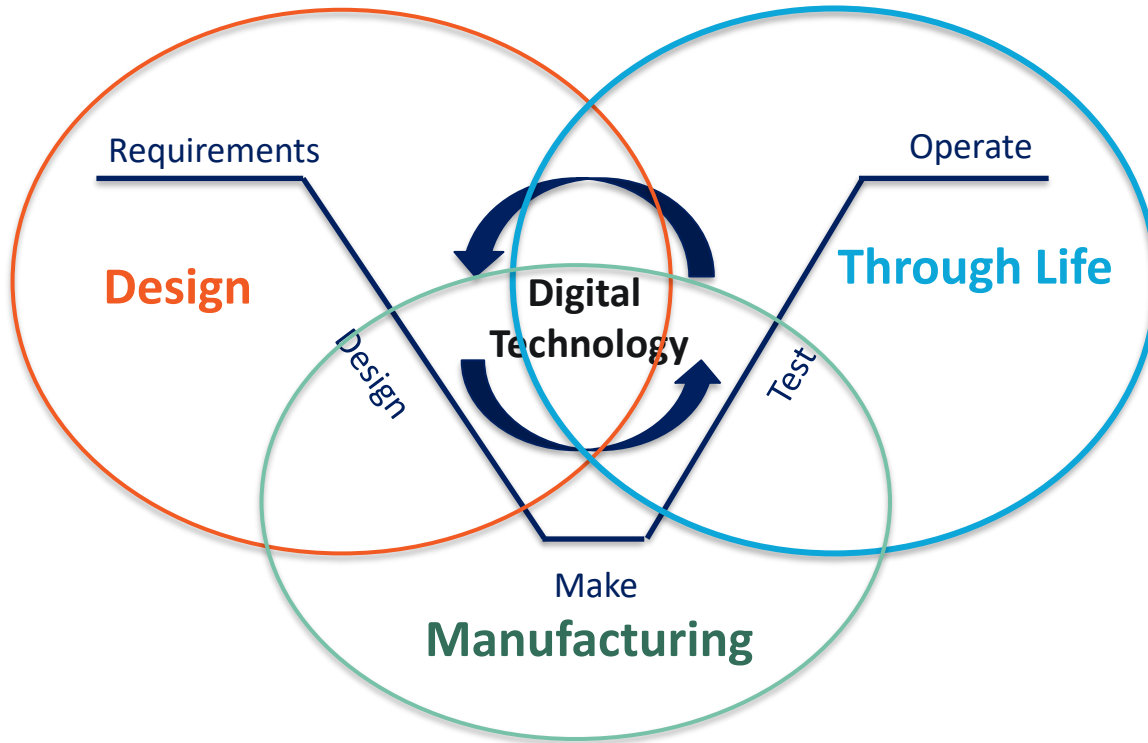 Requirements
Operate
Design
Through Life
Digital
Technology
Design
Test
Make
Manufacturing